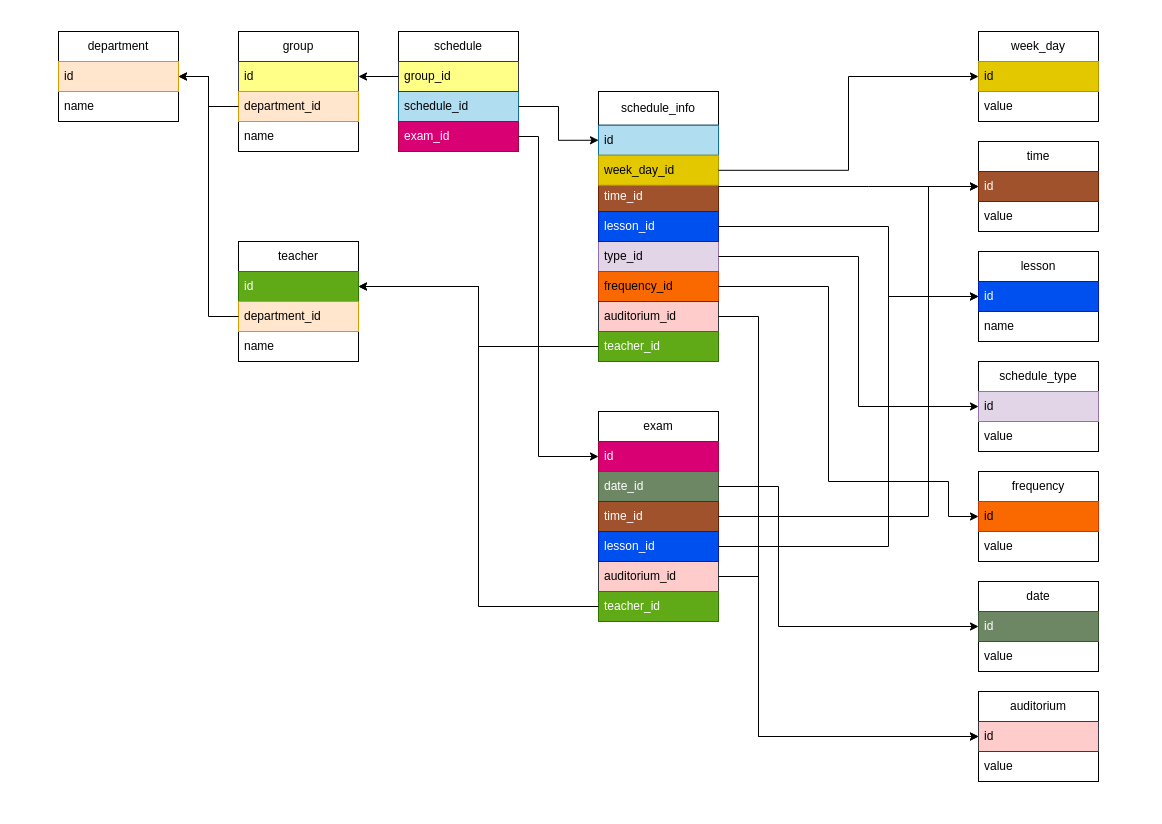 department
id
name
group
id
department_id
name
schedule
group_id
schedule_id
exam_id
teacher
id
department_id
name
schedule_info
id
week_day_id
time_id
lesson_id
type_id
frequency_id
auditorium_id
teacher_id
exam
id
date_id
time_id
lesson_id
auditorium_id
teacher_id
week_day
id
value
time
id
value
lesson
id
name
schedule_type
id
value
frequency
id
value
date
id
value
auditorium
id
value